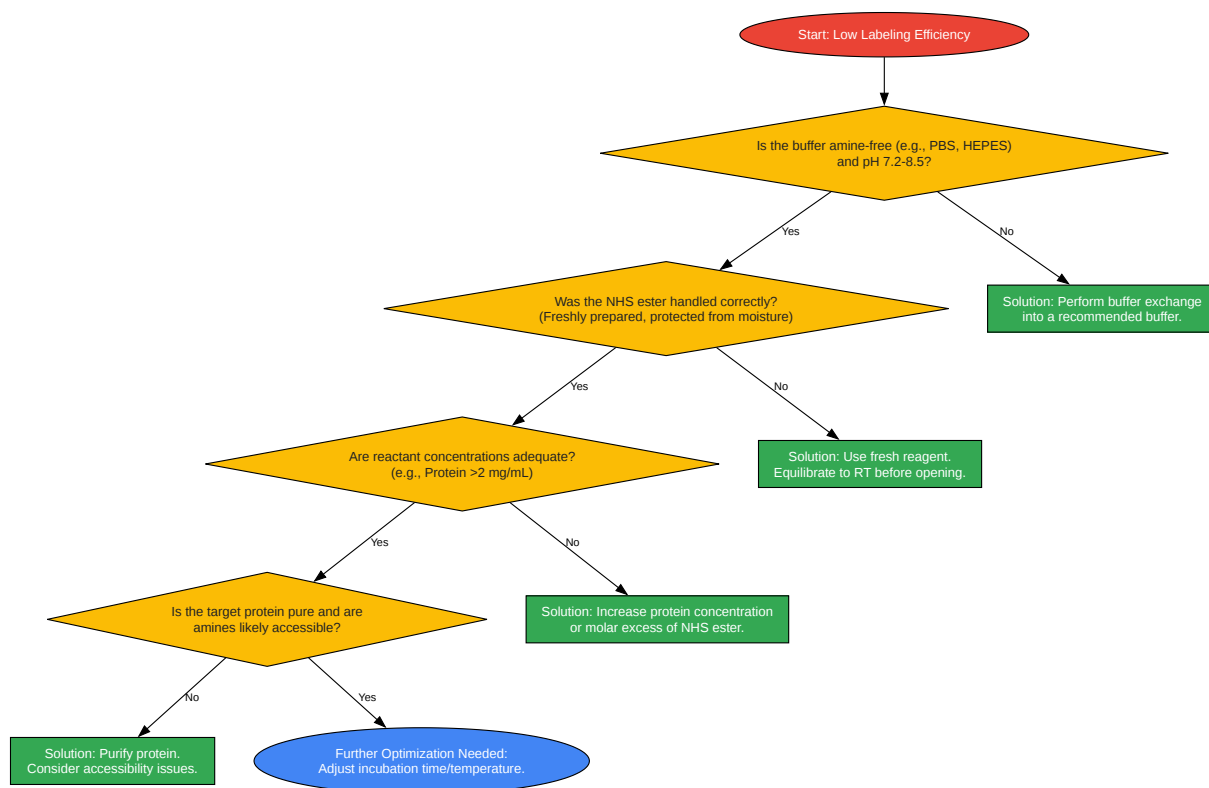 Start: Low Labeling Efficiency
Is the buffer amine-free (e.g., PBS, HEPES)
and pH 7.2-8.5?
Yes
No
Solution: Perform buffer exchange
into a recommended buffer.
Was the NHS ester handled correctly?
(Freshly prepared, protected from moisture)
Yes
No
Solution: Use fresh reagent.
Equilibrate to RT before opening.
Are reactant concentrations adequate?
(e.g., Protein >2 mg/mL)
Yes
No
Solution: Increase protein concentration
or molar excess of NHS ester.
Is the target protein pure and are
amines likely accessible?
No
Yes
Solution: Purify protein.
Consider accessibility issues.
Further Optimization Needed:
Adjust incubation time/temperature.